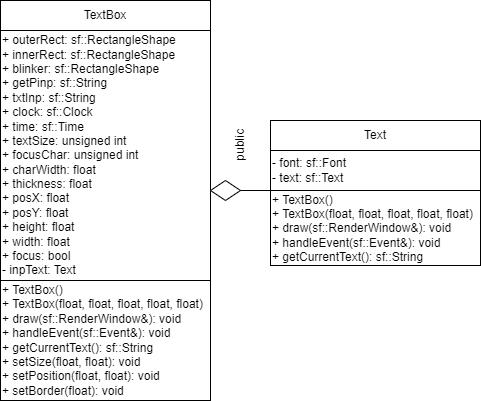 TextBox
+ outerRect: sf::RectangleShape
+ innerRect: sf::RectangleShape
+ blinker: sf::RectangleShape
+ getPinp: sf::String
+ txtInp: sf::String
+ clock: sf::Clock
+ time: sf::Time
+ textSize: unsigned int
+ focusChar: unsigned int
+ charWidth: float
+ thickness: float
+ posX: float
+ posY: float
+ height: float
+ width: float
+ focus: bool
- inpText: Text
+ TextBox()
+ TextBox(float, float, float, float, float)
+ draw(sf::RenderWindow&): void
+ handleEvent(sf::Event&): void
+ getCurrentText(): sf::String
+ setSize(float, float): void
+ setPosition(float, float): void
+ setBorder(float): void
public
Text
- font: sf::Font
- text: sf::Text
+ TextBox()
+ TextBox(float, float, float, float, float)
+ draw(sf::RenderWindow&): void
+ handleEvent(sf::Event&): void
+ getCurrentText(): sf::String